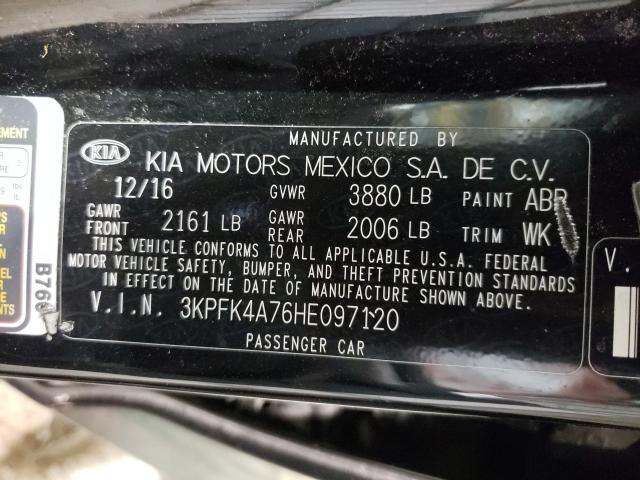 MANUFACTURED BY
KIA KIA MOTORS MEXICO S.A. DE C.V.
12/16 GVWR 3880 LB PAINT ABP
GAWR FRONT 2161 LB GAWR REAR 2006 LB TRIM WK
THIS VEHICLE CONFORMS TO ALL APPLICABLE U.S.A. FEDERAL
MOTOR VEHICLE SAFETY, BUMPER, AND THEFT PREVENTION STANDARDS
IN EFFECT ON THE DATE OF MANUFACTURE SHOWN ABOVE.
V.I.N. 3KPFK4A76HE097120
PASSENGER CAR